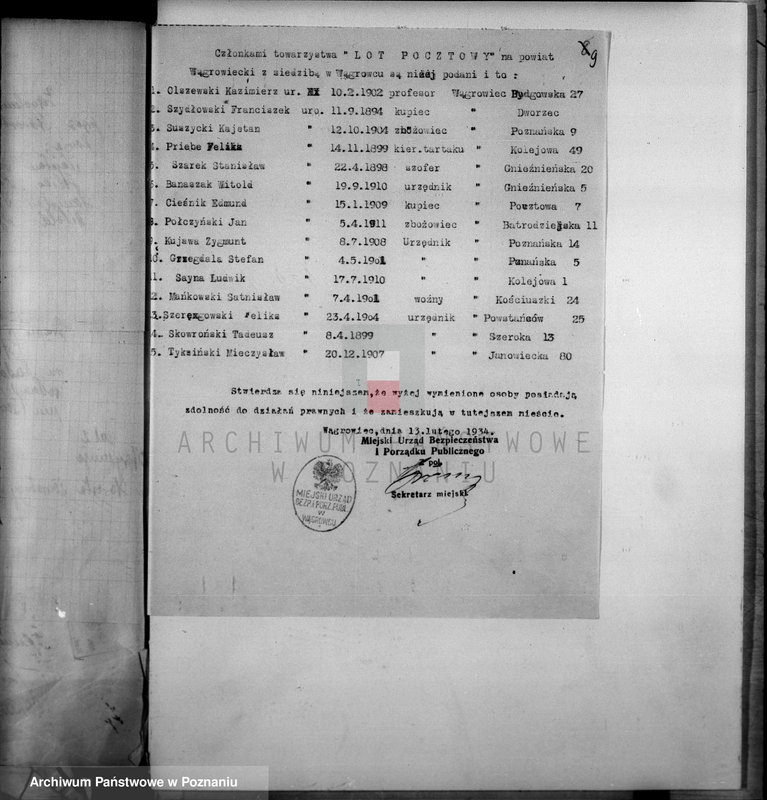 89
Członkami towarzystwa "LOT POCZTOWY" na powiat
Wągrowiecki z siedzibą w Wągrowcu są niżej podani i to :
1. Olszewski Kazimierz ur. 10.2.1902 profesor Wągrowiec Bydgowska 27
2. Szydłowski Franciszek uro. 11.9.1894 kupiec " Dworzec
3. Suszycki Kajetan " 12.10.1904 zbożowiec " Poznańska 9
4. Priebe Feliks " 14.11.1899 kier.tartaku " Kolejowa 49
5. Szarek Stanisław " 22.4.1898 szofer " Gnieźnieńska 20
6. Banaszak Witold " 19.9.1910 urzędnik " Gnieźnieńska 5
7. Cieśnik Edmund " 15.1.1909 kupiec " Pocztowa 7
8. Połczyński Jan " 5.4.1911 zbożowiec " Batrodziejska 11
9. Kujawa Zygmunt " 8.7.1908 Urzędnik " Poznańska 14
10. Grzegdala Stefan " 4.5.1901 " " 5
11. Sayna Ludwik " 17.7.1910 " Kolejowa 1
12. Mańkowski Satnisław " 7.4.1901 woźny " Kościuszki 24
13. " 23.4.1904 urzędnik " Powstańców 25
14. Skowroński Tadeusz " 8.4.1899 " " Szeroka 13
15. Tyksiński Mieczysław " 20.12.1907 " " Janowiecka 80
Stwierdza się niniejszem,że wyżej wymienione osoby posiadają
zdolność do działań prawnych i że zamieszkują w tutejszem mieście.
Wągrowiec,dnia 13.lutego 1934.
Miejski Urząd Bezpieczeństwa
i Porządku Publicznego
Sekretarz miejski
MIEJSKI URZĄD
BEZP. I PORZ. PUBL.
W
WĄGROWCU
ARCHIWUM PAŃSTWOWE
W POZNANIU
Archiwum Państwowe w Poznaniu